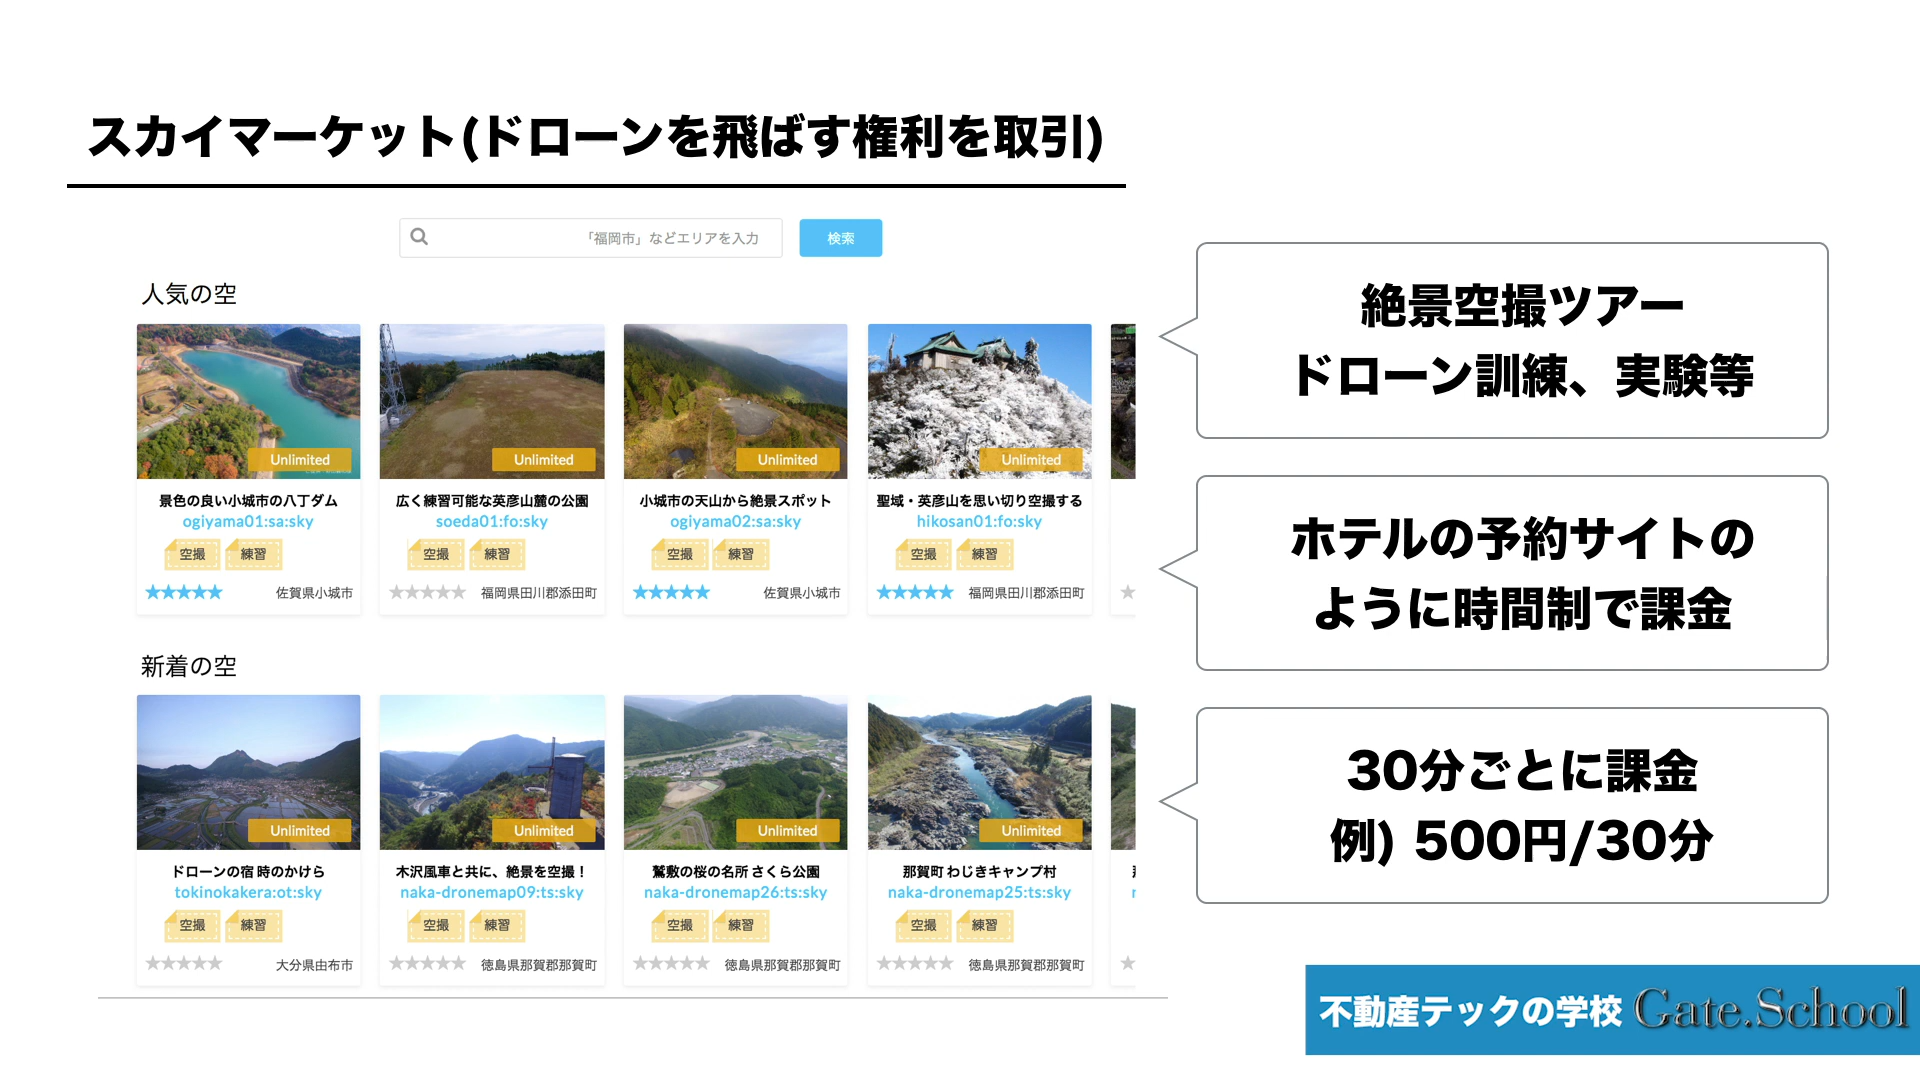 スカイマーケット(ドローンを飛ばす権利を取引)
「福岡市」などエリアを入力
検索
人気の空
Unlimited
Unlimited
Unlimited
Unlimited
景色の良い小城市の八丁ダム
ogiyama01:sa:sky
空撮 練習
佐賀県小城市
広く練習可能な英彦山麓の公園
soeda01:fo:sky
空撮 練習
福岡県田川郡添田町
小城市の天山から絶景スポット
ogiyama02:sa:sky
空撮 練習
佐賀県小城市
聖域・英彦山を思い切り空撮する
hikosan01:fo:sky
空撮 練習
福岡県田川郡添田町
新着の空
Unlimited
Unlimited
Unlimited
Unlimited
ドローンの宿 時のかけら
tokinokakera:ot:sky
空撮 練習
大分県由布市
木沢風車と共に、絶景を空撮！
naka-dronemap09:ts:sky
空撮 練習
徳島県那賀郡那賀町
鷲敷の桜の名所 さくら公園
naka-dronemap26:ts:sky
空撮 練習
徳島県那賀郡那賀町
那賀町 わじきキャンプ村
naka-dronemap25:ts:sky
空撮 練習
徳島県那賀郡那賀町
絶景空撮ツアー
ドローン訓練、実験等
ホテルの予約サイトの
ように時間制で課金
30分ごとに課金
例) 500円/30分
不動産テックの学校 Gate.School